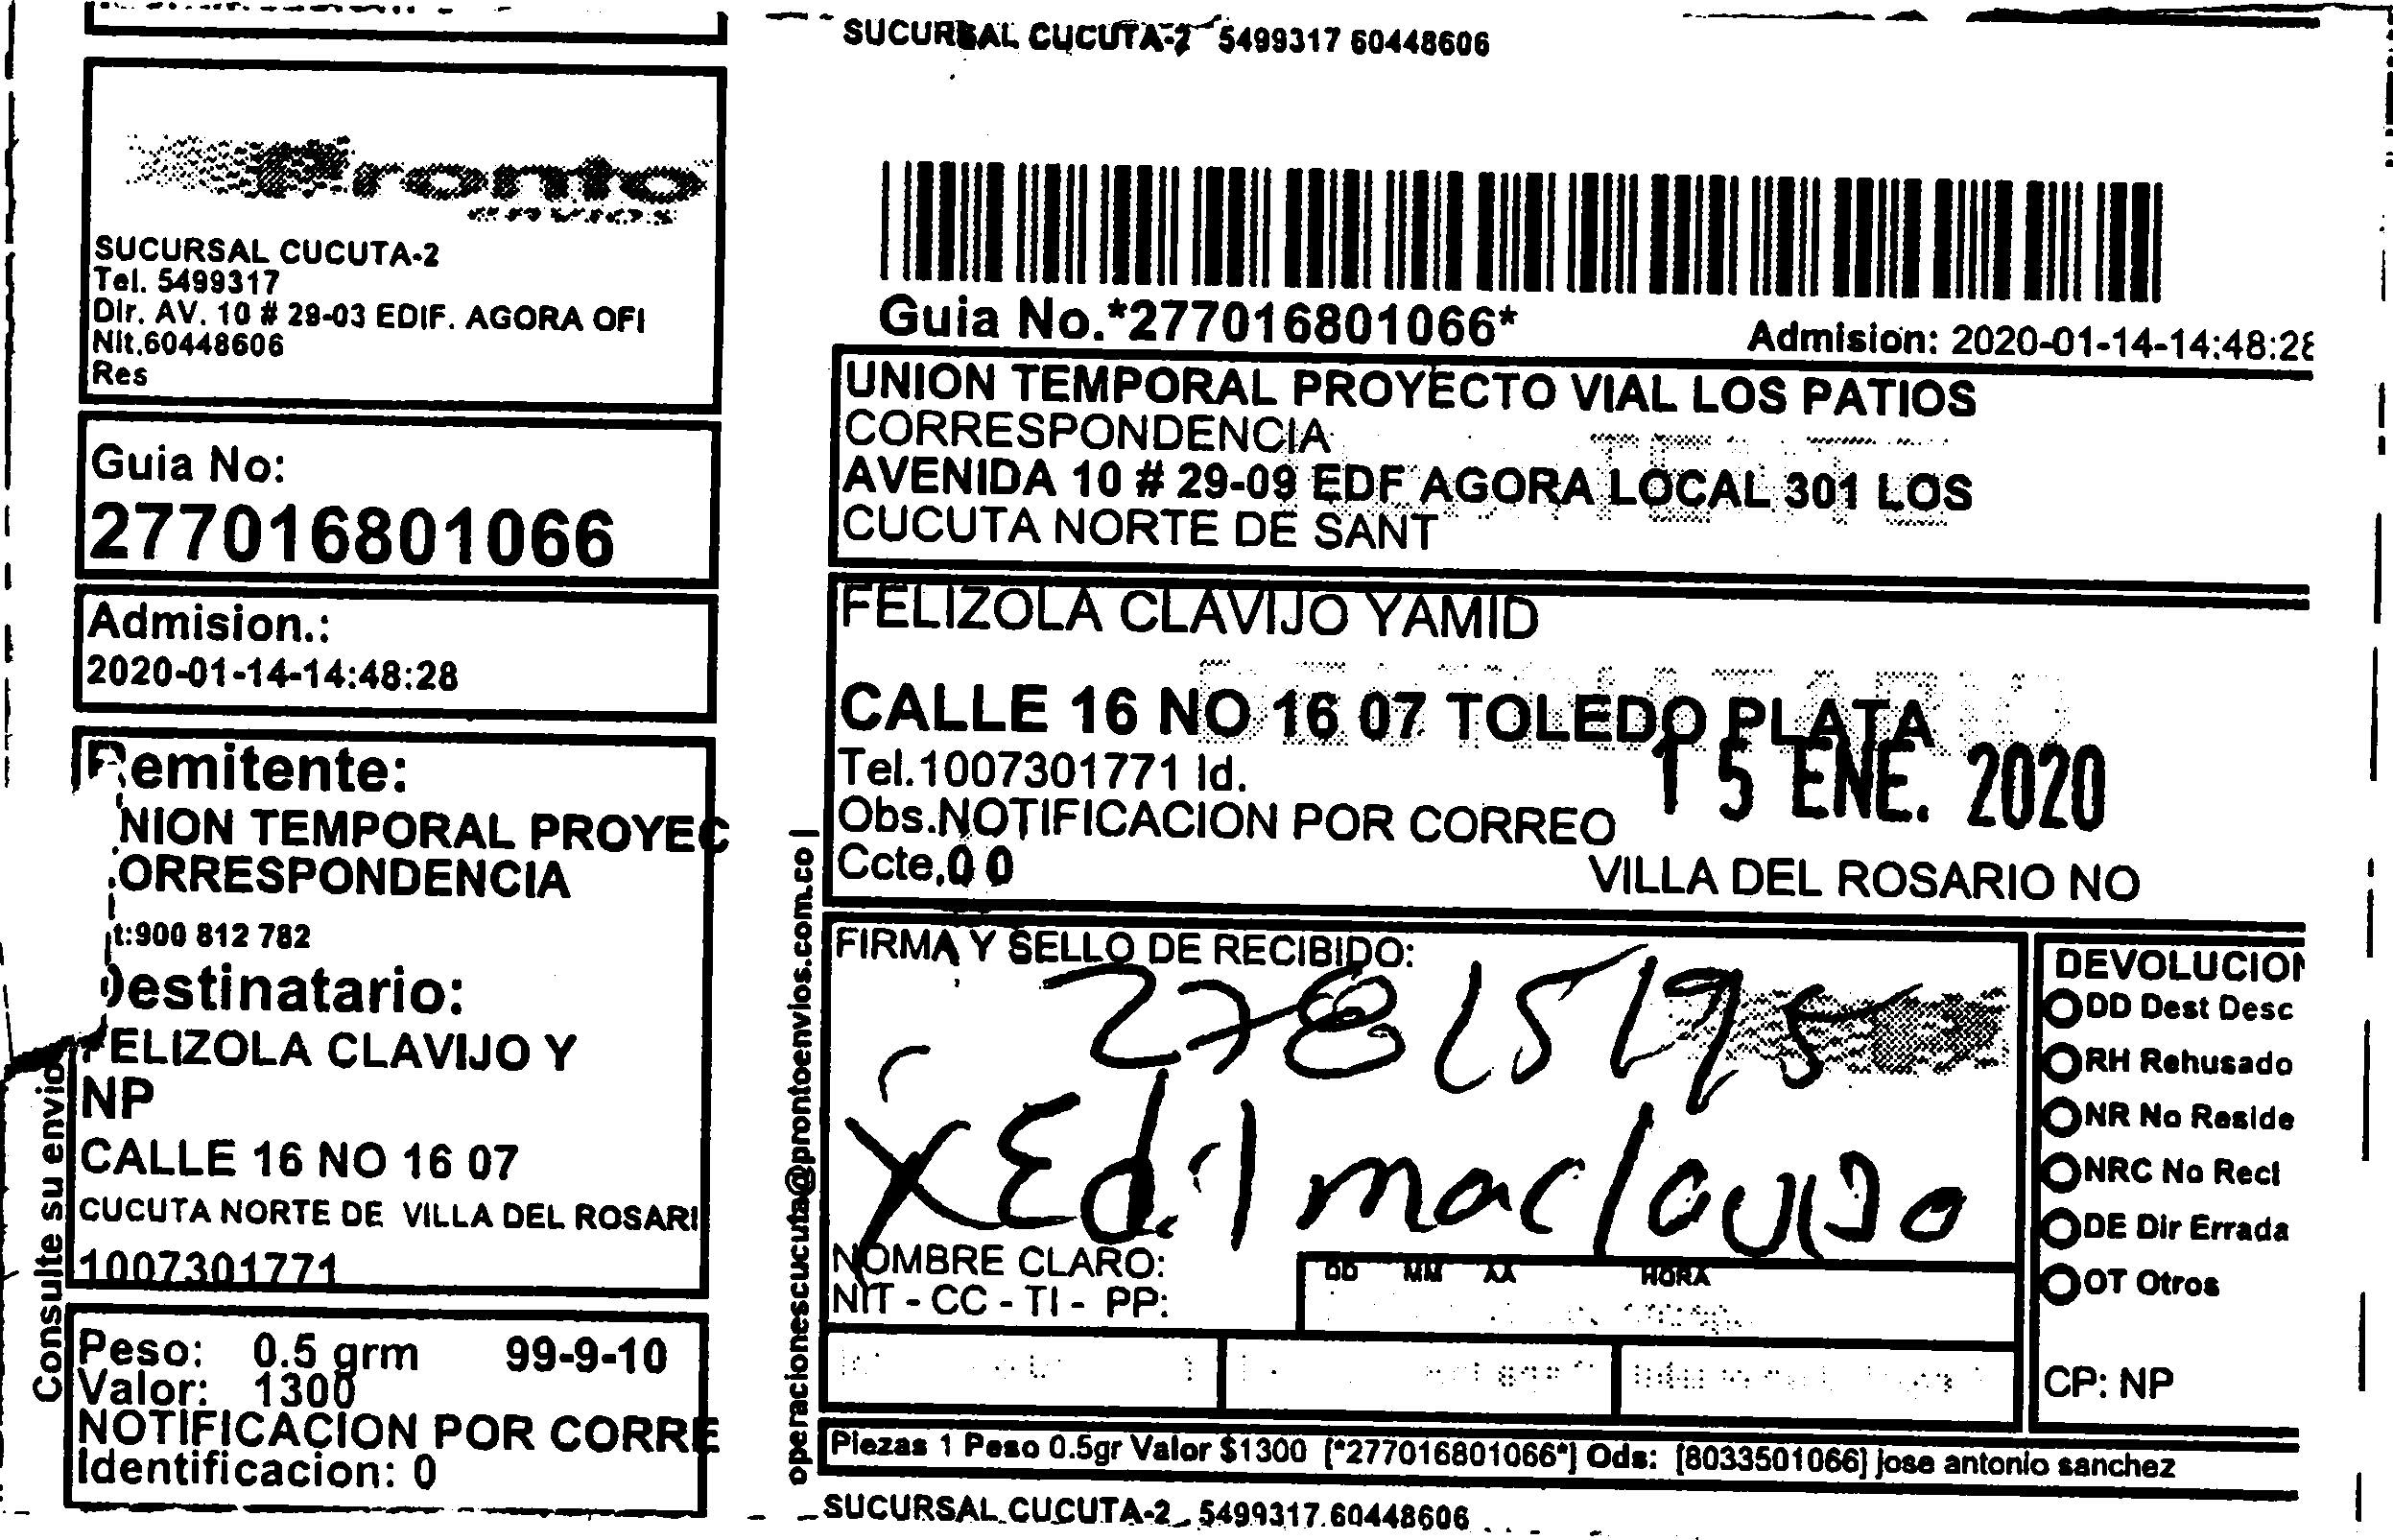 Pronto
envios
SUCURSAL CUCUTA-2
Tel. 5499317
Dir. AV. 10 # 29-03 EDIF. AGORA OFI
Nit.60448606
Res
Guia No:
277016801066
Admision.:
2020-01-14-14:48:28
Remitente:
NION TEMPORAL PROYEC
ORRESPONDENCIA
t:900 812 782
Destinatario:
FELIZOLA CLAVIJO Y
NP
CALLE 16 NO 16 07
CUCUTA NORTE DE VILLA DEL ROSARI
1007301771
Peso: 0.5 grm 99-9-10
Valor: 1300
NOTIFICACION POR CORRE
Identificacion: 0
Consulte su envio
operacionescucuta@prontoenvios.com.co |
SUCURSAL CUCUTA-2 5499317 60448606
Guia No.*277016801066*
Admision: 2020-01-14-14:48:28
UNION TEMPORAL PROYECTO VIAL LOS PATIOS
CORRESPONDENCIA
AVENIDA 10 # 29-09 EDF AGORA LOCAL 301 LOS
CUCUTA NORTE DE SANT
FELIZOLA CLAVIJO YAMID
CALLE 16 NO 16 07 TOLEDO PLATA
Tel.1007301771 Id.
15 ENE. 2020
Obs.NOTIFICACION POR CORREO
Ccte.0 0
VILLA DEL ROSARIO NO
FIRMA Y SELLO DE RECIBIDO:
27815195
X Edil ma clavijo
NOMBRE CLARO:
NIT - CC - TI - PP:
DD MM AA HORA
DEVOLUCION
DD Dest Desc
RH Rehusado
NR No Reside
NRC No Recl
DE Dir Errada
OT Otros
CP: NP
Piezas 1 Peso 0.5gr Valor $1300 [*277016801066*] Ods: [8033501066] jose antonio sanchez
SUCURSAL CUCUTA-2 5499317 60448606